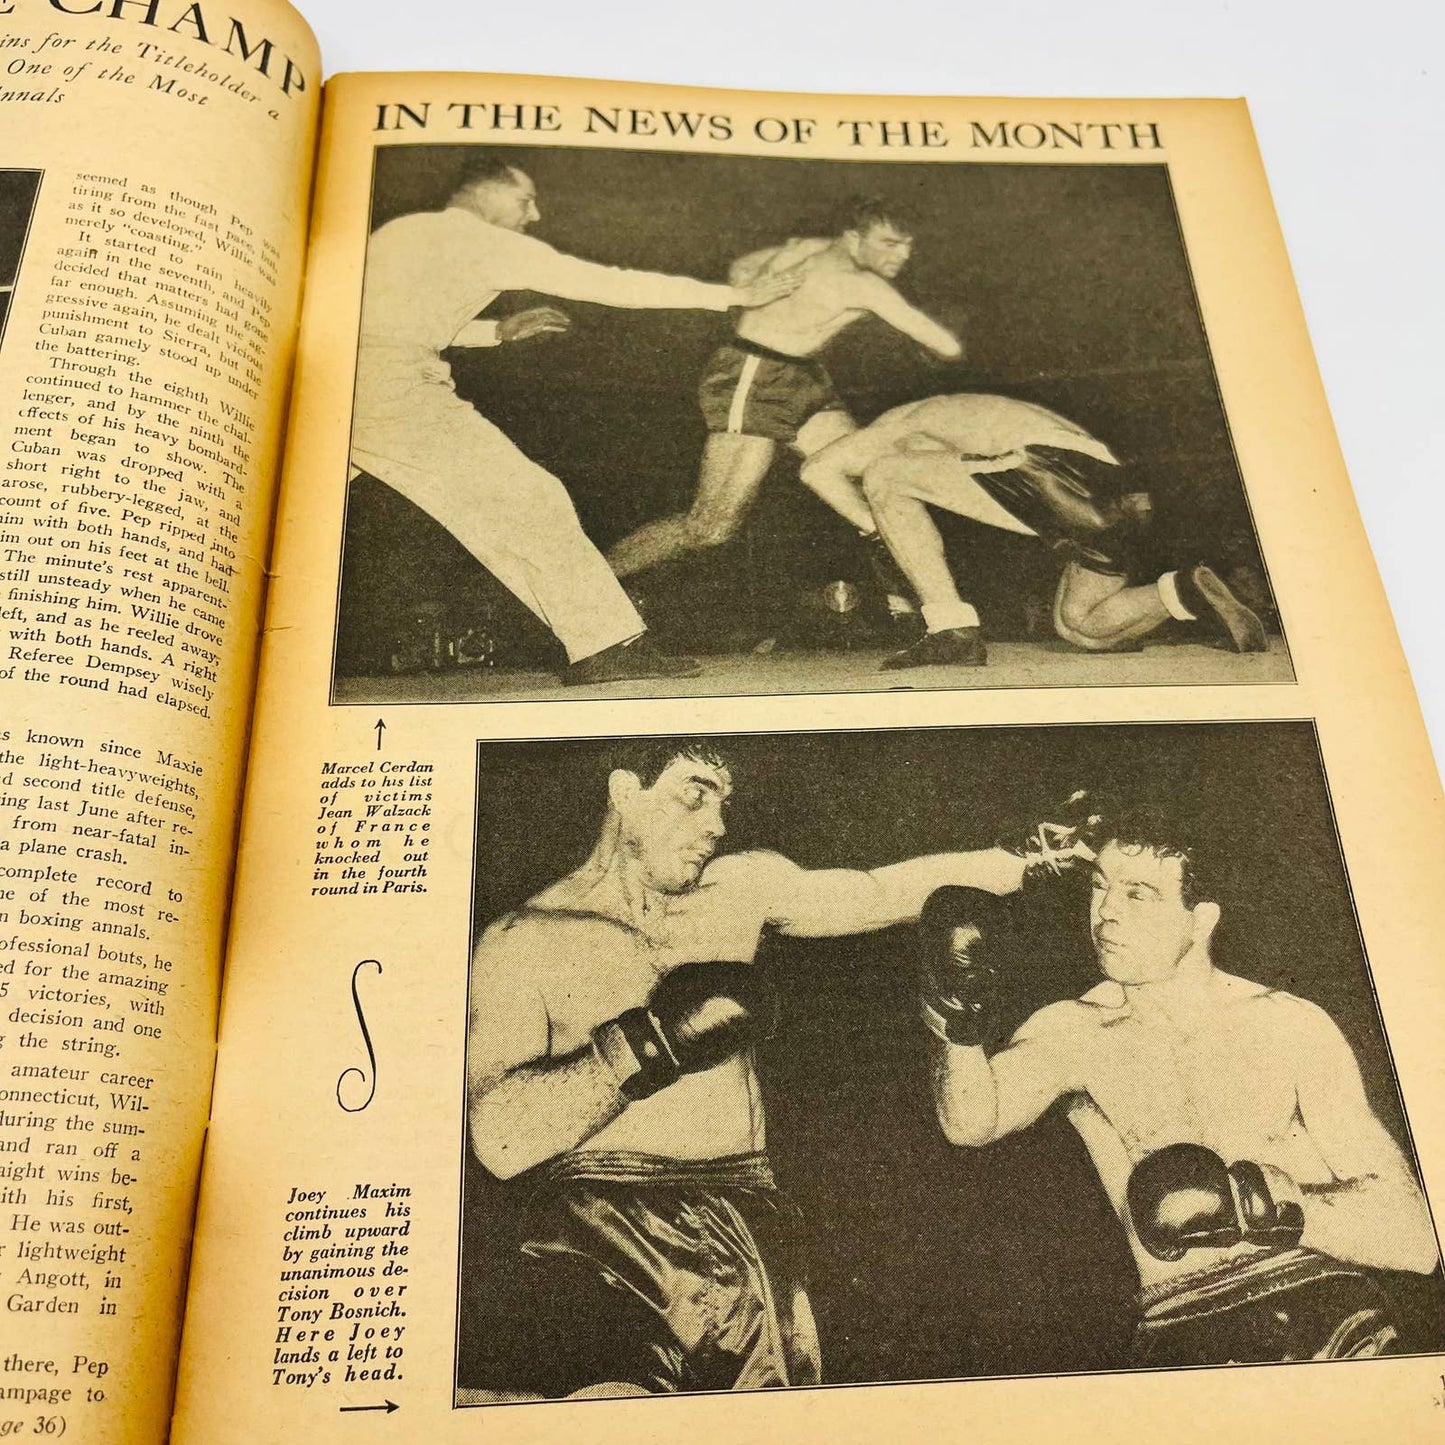 E CHAMP
ins for the Titleholder a
One of the Most
Annals
seemed as though Pep was
tiring from the fast pace, but,
as it so developed, Willie was
merely "coasting."
It started to rain heavily
again in the seventh, and Pep
decided that matters had gone
far enough. Assuming the ag-
gressive again, he dealt vicious
punishment to Sierra, but the
Cuban gamely stood up under
the battering.
Through the eighth Willie
continued to hammer the chal-
lenger, and by the ninth the
effects of his heavy bombard-
ment began to show. The
Cuban was dropped with a
short right to the jaw, and
arose, rubbery-legged, at the
count of five. Pep ripped into
him with both hands, and had
im out on his feet at the bell.
The minute's rest apparent-
still unsteady when he came
finishing him. Willie drove
left, and as he reeled away,
with both hands. A right
Referee Dempsey wisely
of the round had elapsed.
s known since Maxie
the light-heavyweights,
d second title defense,
ing last June after re-
from near-fatal in-
a plane crash.
complete record to
ne of the most re-
n boxing annals.
ofessional bouts, he
ed for the amazing
5 victories, with
decision and one
g the string.
amateur career
onnecticut, Wil-
during the sum-
and ran off a
aight wins be-
ith his first,
He was out-
r lightweight
Angott, in
Garden in
there, Pep
ampage to
ge 36)
IN THE NEWS OF THE MONTH
Marcel Cerdan
adds to his list
of victims
Jean Walzack
of France
whom he
knocked out
in the fourth
round in Paris.
Joey Maxim
continues his
climb upward
by gaining the
unanimous de-
cision over
Tony Bosnich.
Here Joey
lands a left to
Tony's head.